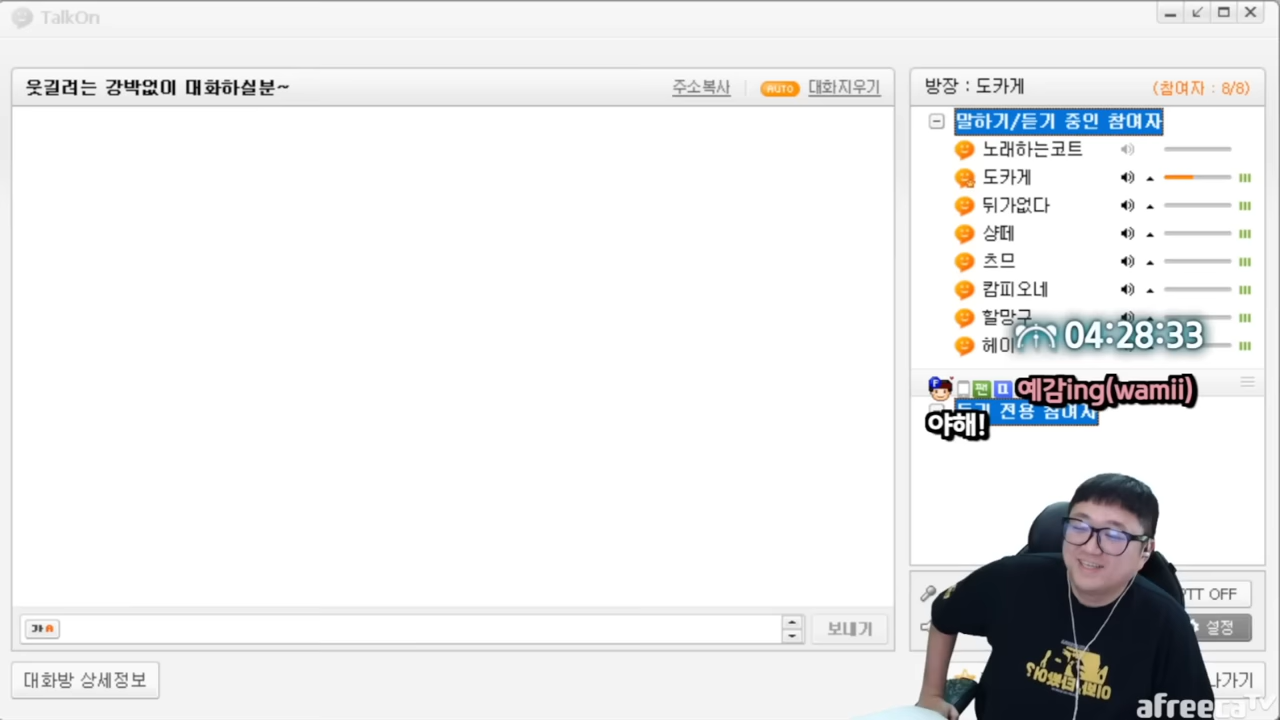 TalkOn
웃길려는 강박없이 대화하실분~
주소복사
AUTO
대화지우기
방장 : 도카게
(참여자 : 8/8)
말하기/듣기 중인 참여자
노래하는코트
도카게
뒤가없다
샹떼
츠므
캄피오네
할망구
헤이
04:28:33
팬
예감ing(wamii)
전용 참여자
야해!
PTT OFF
설정
가A
보내기
대화방 상세정보
나가기
afreecaTV